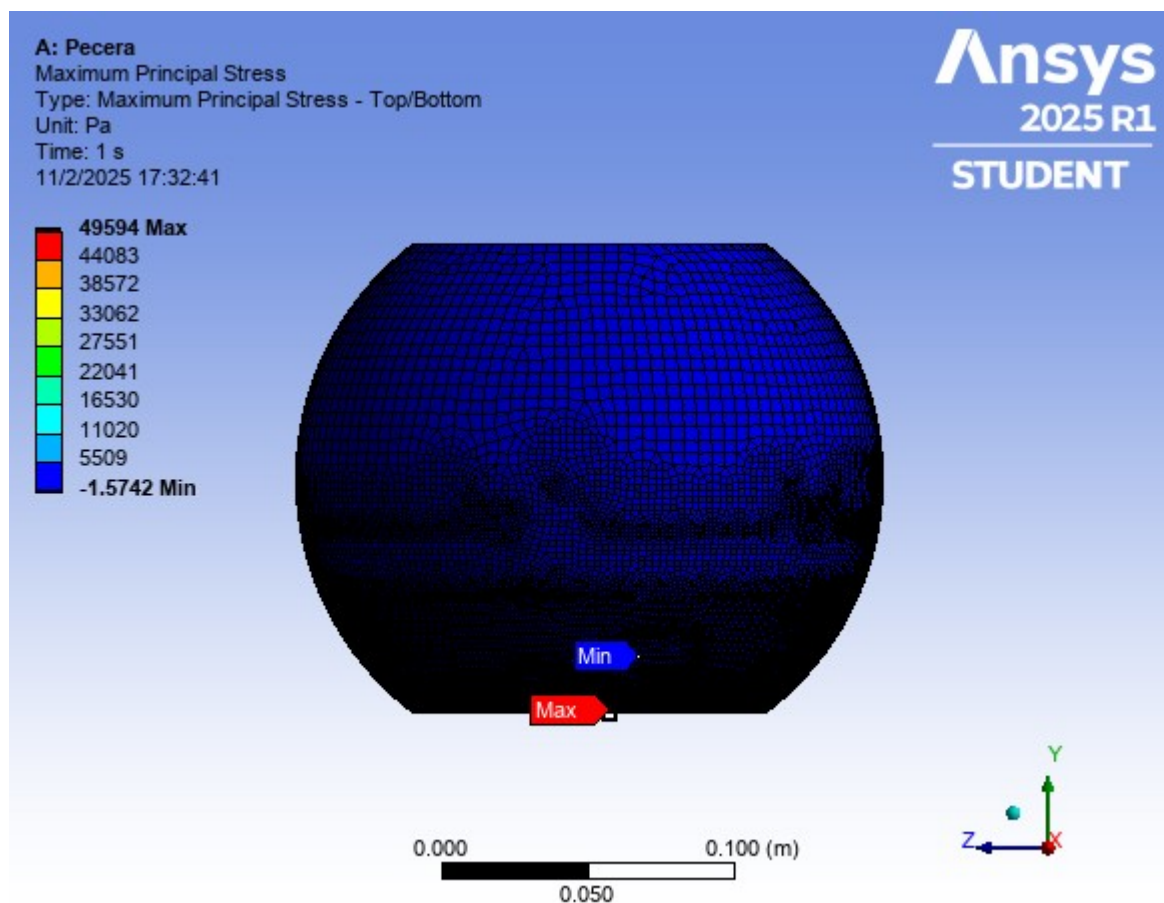 A: Pecera
Maximum Principal Stress
Type: Maximum Principal Stress - Top/Bottom
Unit: Pa
Time: 1 s
11/2/2025 17:32:41
Ansys
2025 R1
STUDENT
49594 Max
44083
38572
33062
27551
22041
16530
11020
5509
-1.5742 Min
Min
Max
Y
Z
X
0.000
0.100 (m)
0.050